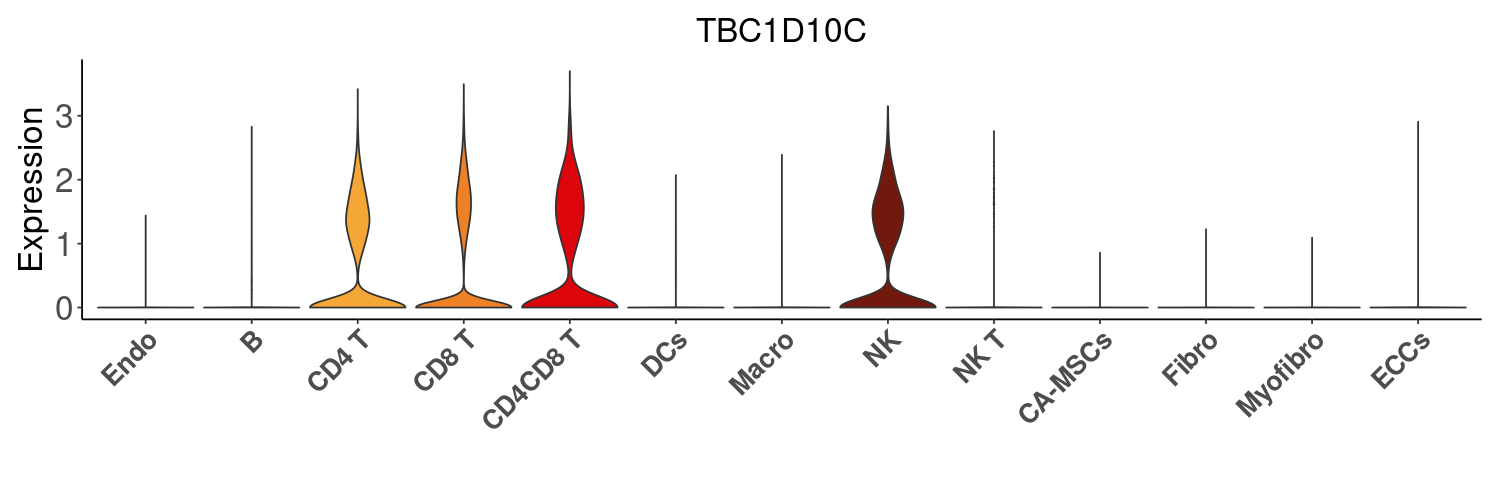 TBC1D10C
Expression
3
2
1
0
Endo
B
CD4 T
CD8 T
CD4CD8 T
DCs
Macro
NK
NK T
CA-MSCs
Fibro
Myofibro
ECCs